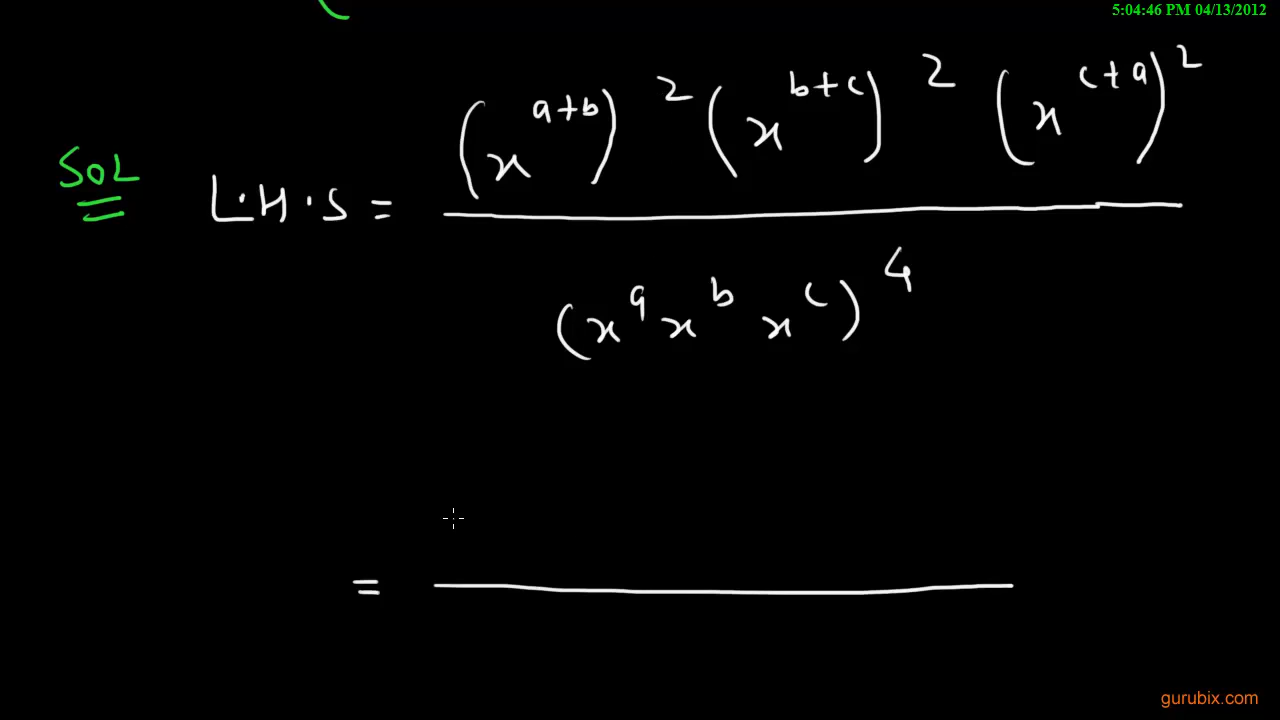 5:04:46 PM 04/13/2012
SOL
L.H.S = (x^{a+b})^2 (x^{b+c})^2 (x^{c+a})^2
(x^a x^b x^c)^4
=
gurubix.com